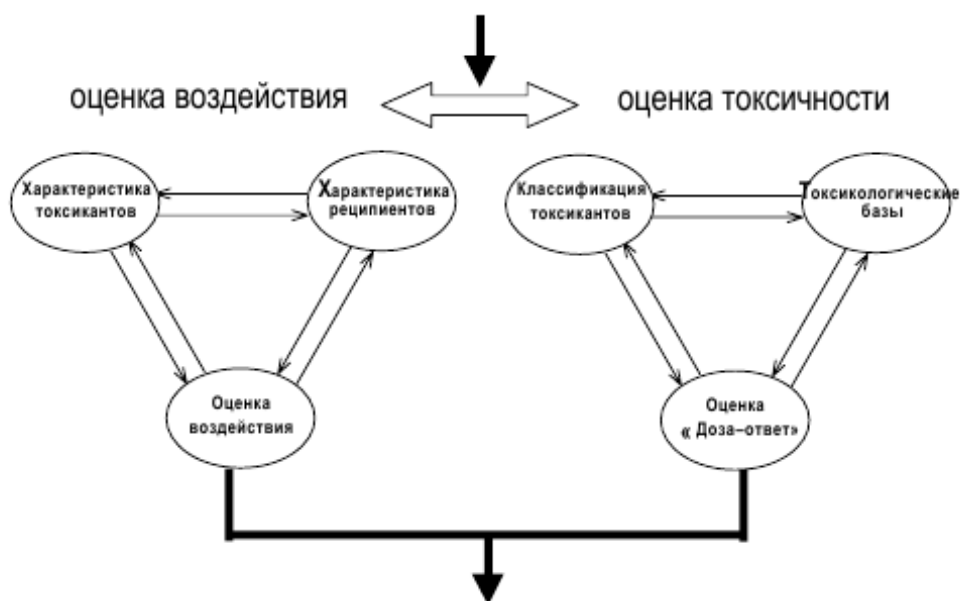 оценка воздействия
оценка токсичности
Характеристика
токсикантов
Характеристика
реципиентов
Оценка
воздействия
Классификация
токсикантов
Токсикологические
базы
Оценка
« Доза–ответ»